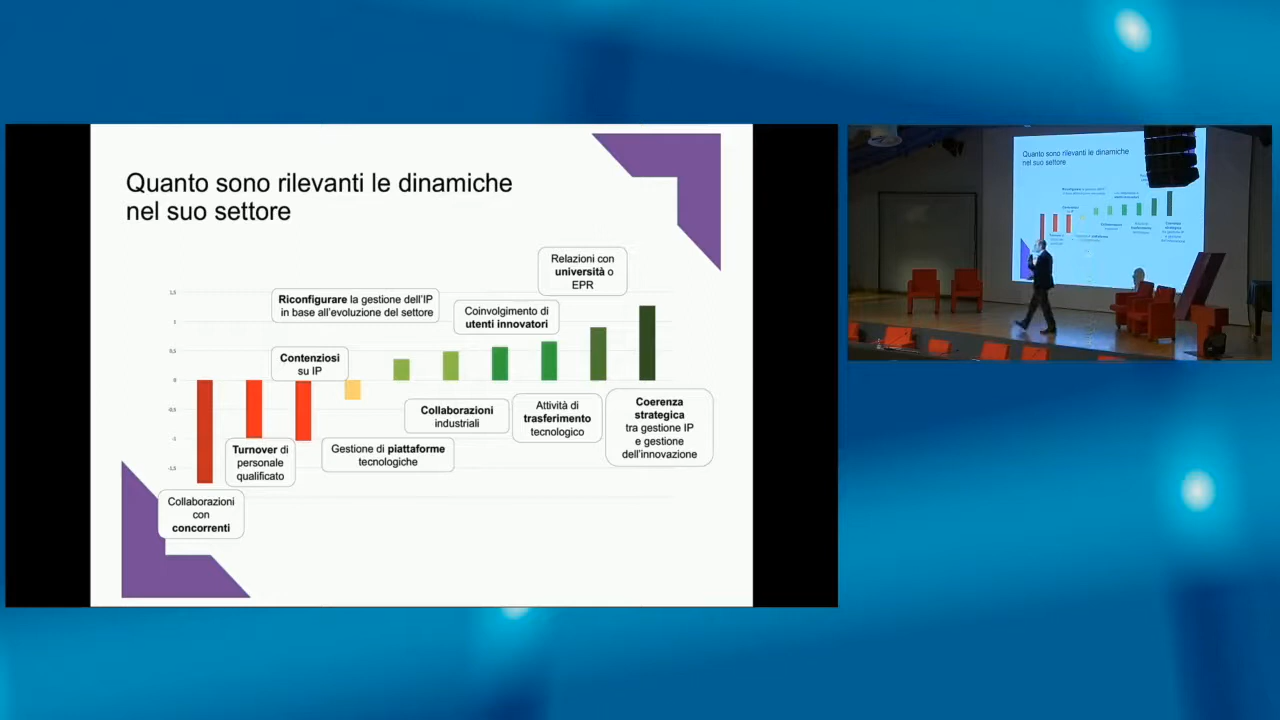 Quanto sono rilevanti le dinamiche
nel suo settore
Relazioni con
università o
EPR
Riconfigurare la gestione dell'IP
in base all'evoluzione del settore
Coinvolgimento di
utenti innovatori
Contenziosi
su IP
1,5
1
0,5
0
-0,5
-1
-1,5
Collaborazioni
industriali
Attività di
trasferimento
tecnologico
Coerenza
strategica
tra gestione IP
e gestione
dell'innovazione
Turnover di
personale
qualificato
Gestione di piattaforme
tecnologiche
Collaborazioni
con
concorrenti
Quanto sono rilevanti le dinamiche
nel suo settore